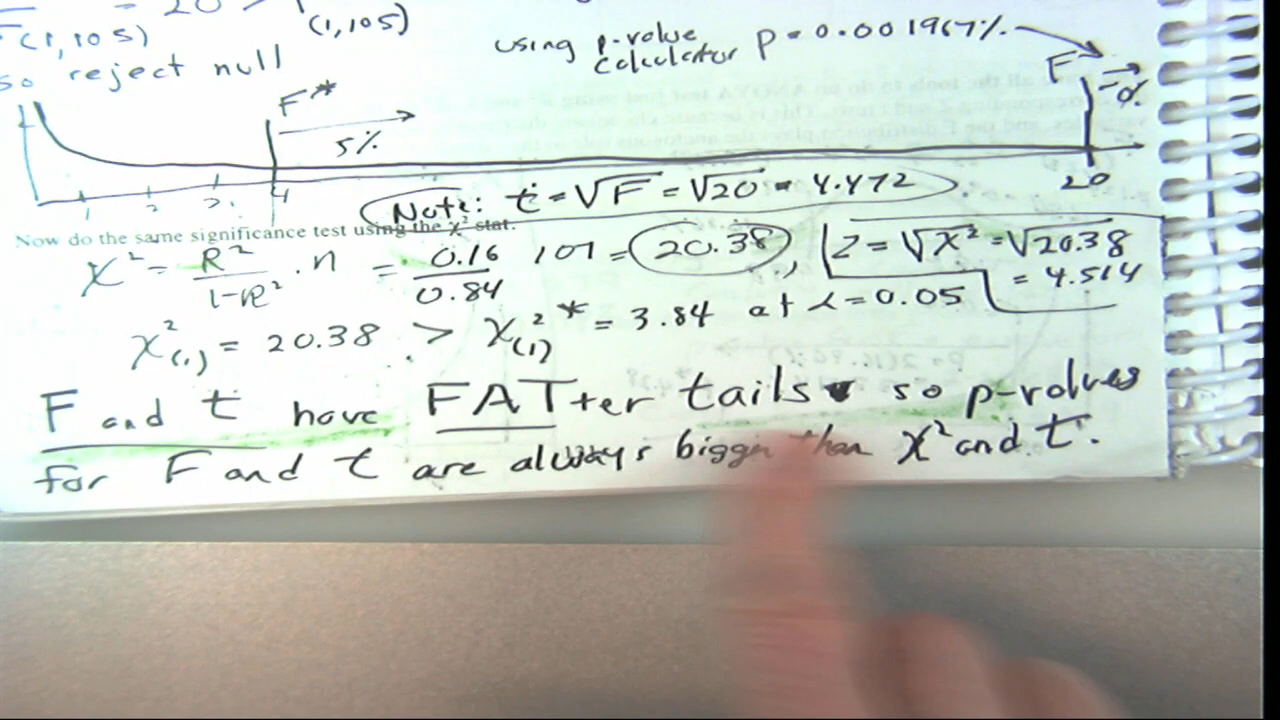 = 20 >
F(1,105) (1,105)
so reject null
using p-value calculator P = 0.001967%
F* F
5%
1 2 3. 4 20
Note: t = √F = √20 = 4.472
Now do the same significance test using the χ² stat.
χ² = R²/(1-R²) · n = 0.16/0.84 107 = 20.38, Z = √χ² = √20.38
= 4.514
χ²(1) = 20.38 > χ²(1)* = 3.84 at α = 0.05
F and t have FATter tails so p-values
for F and t are always bigger than χ² and t.